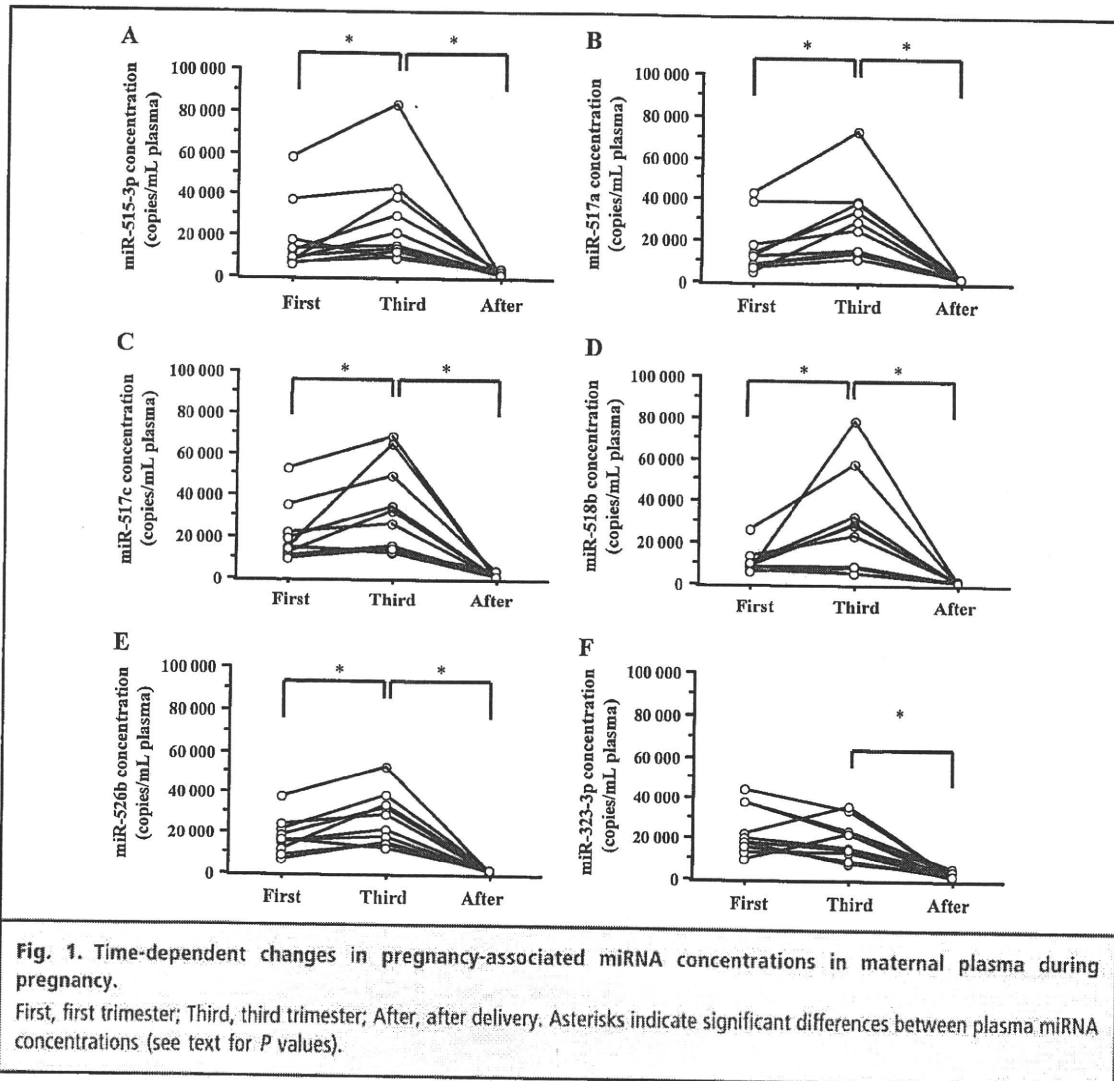 A
* *
miR-515-3p concentration
(copies/mL plasma)
100 000
80 000
60 000
40 000
20 000
0
First Third After
B
* *
miR-517a concentration
(copies/mL plasma)
100 000
80 000
60 000
40 000
20 000
0
First Third After
C
* *
miR-517c concentration
(copies/mL plasma)
100 000
80 000
60 000
40 000
20 000
0
First Third After
D
* *
miR-518b concentration
(copies/mL plasma)
100 000
80 000
60 000
40 000
20 000
0
First Third After
E
* *
miR-526b concentration
(copies/mL plasma)
100 000
80 000
60 000
40 000
20 000
0
First Third After
F
*
miR-323-3p concentration
(copies/mL plasma)
100 000
80 000
60 000
40 000
20 000
0
First Third After
Fig. 1. Time-dependent changes in pregnancy-associated miRNA concentrations in maternal plasma during
pregnancy.
First, first trimester; Third, third trimester; After, after delivery. Asterisks indicate significant differences between plasma miRNA
concentrations (see text for P values).